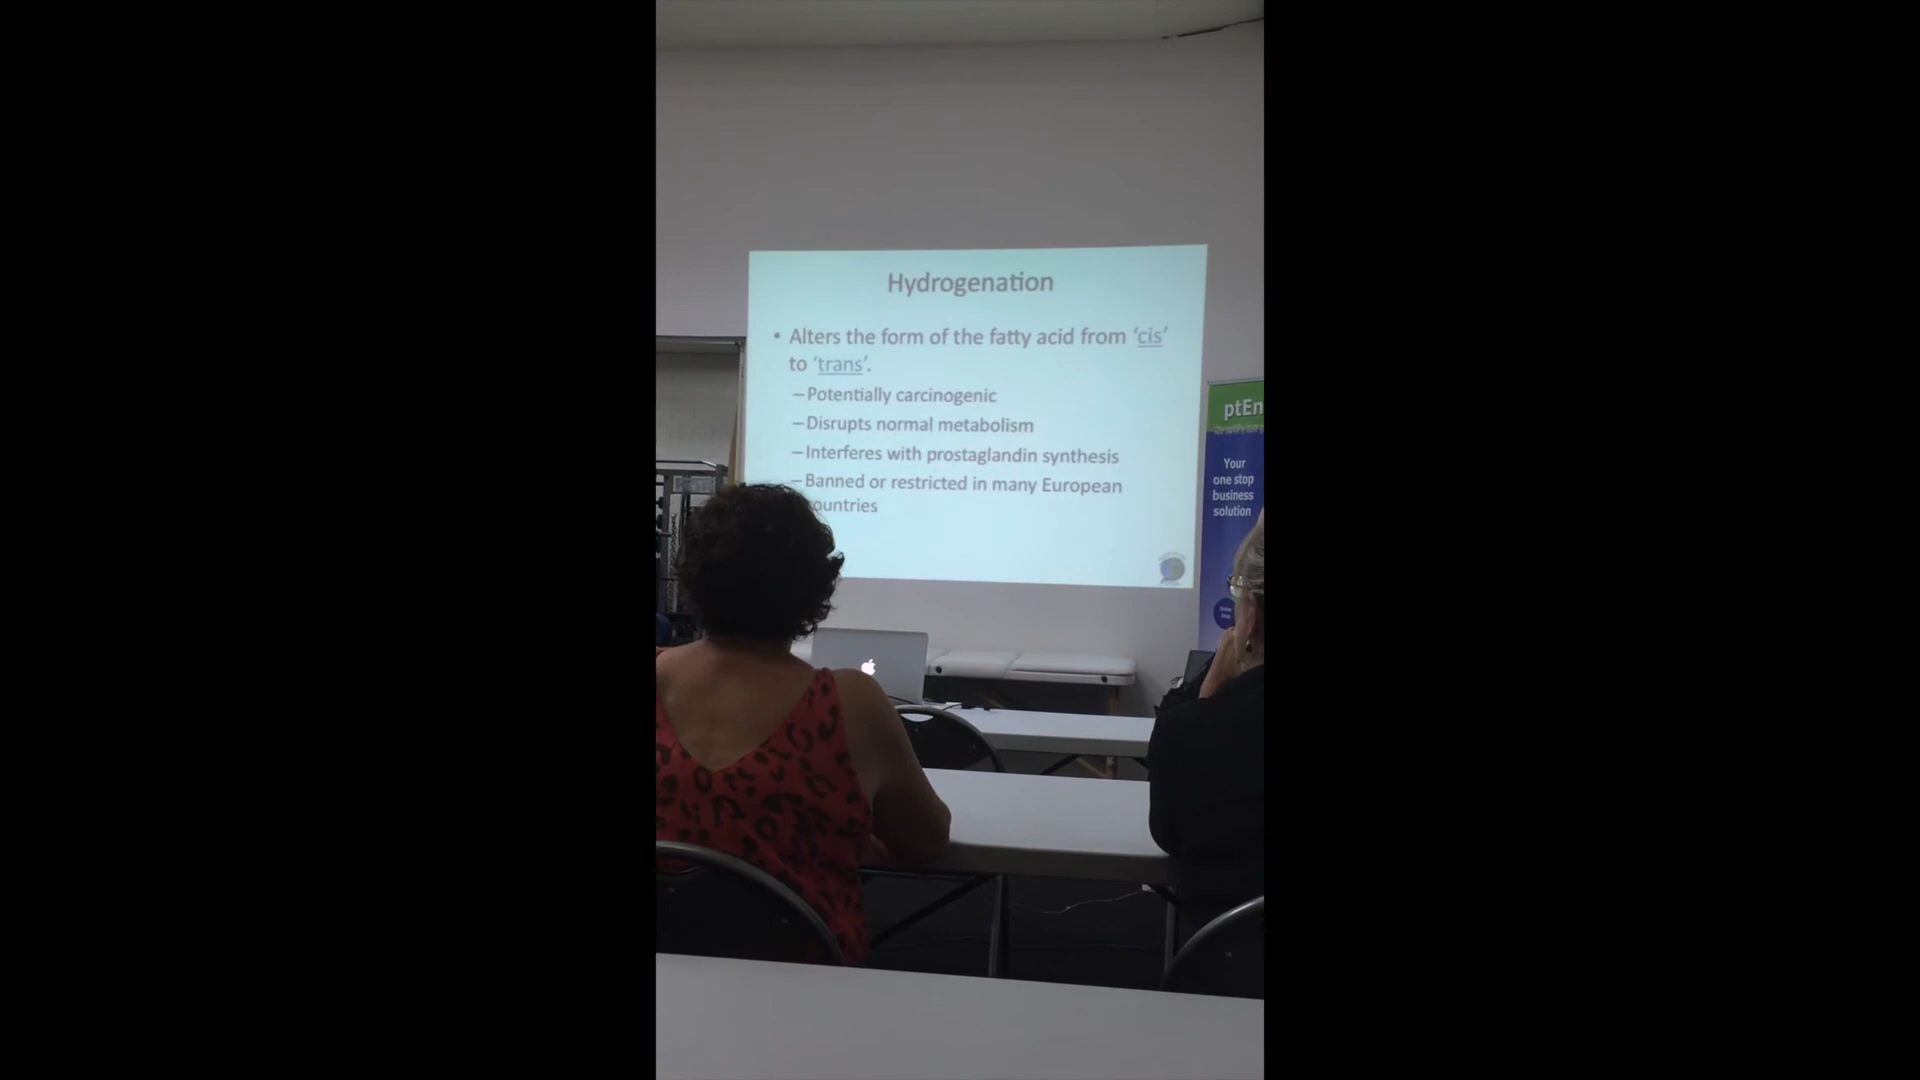 Hydrogenation
• Alters the form of the fatty acid from ‘cis’
to ‘trans’.
–Potentially carcinogenic
–Disrupts normal metabolism
–Interferes with prostaglandin synthesis
–Banned or restricted in many European
ountries
ptEn
Your
one stop
business
solution